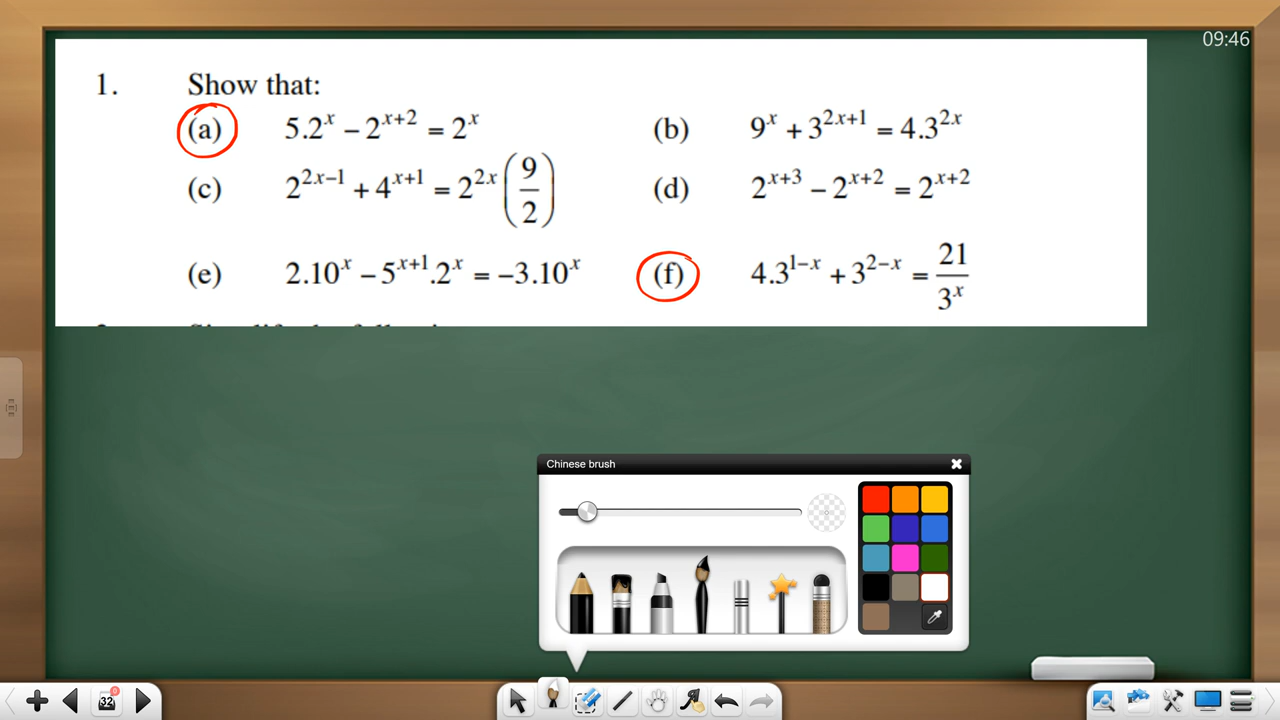 09:46
1. Show that:
(a) 5.2^x − 2^{x+2} = 2^x (b) 9^x + 3^{2x+1} = 4.3^{2x}
(c) 2^{2x−1} + 4^{x+1} = 2^{2x} (9/2) (d) 2^{x+3} − 2^{x+2} = 2^{x+2}
(e) 2.10^x − 5^{x+1}.2^x = −3.10^x (f) 4.3^{1−x} + 3^{2−x} = 21/3^x
Chinese brush
32
0